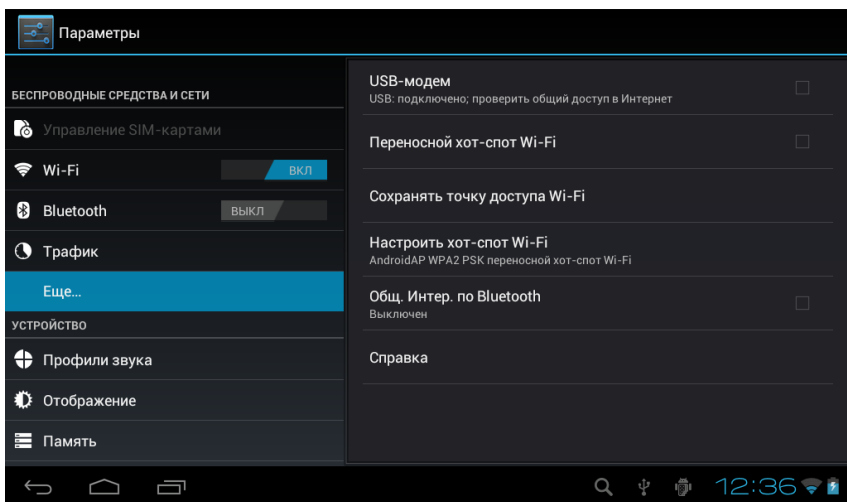 Параметры
БЕСПРОВОДНЫЕ СРЕДСТВА И СЕТИ
Управление SIM-картами
Wi-Fi
ВКЛ
Bluetooth
ВЫКЛ
Трафик
Еще...
УСТРОЙСТВО
Профили звука
Отображение
Память
USB-модем
USB: подключено; проверить общий доступ в Интернет
Переносной хот-спот Wi-Fi
Сохранять точку доступа Wi-Fi
Настроить хот-спот Wi-Fi
AndroidAP WPA2 PSK переносной хот-спот Wi-Fi
Общ. Интер. по Bluetooth
Выключен
Справка
12:36